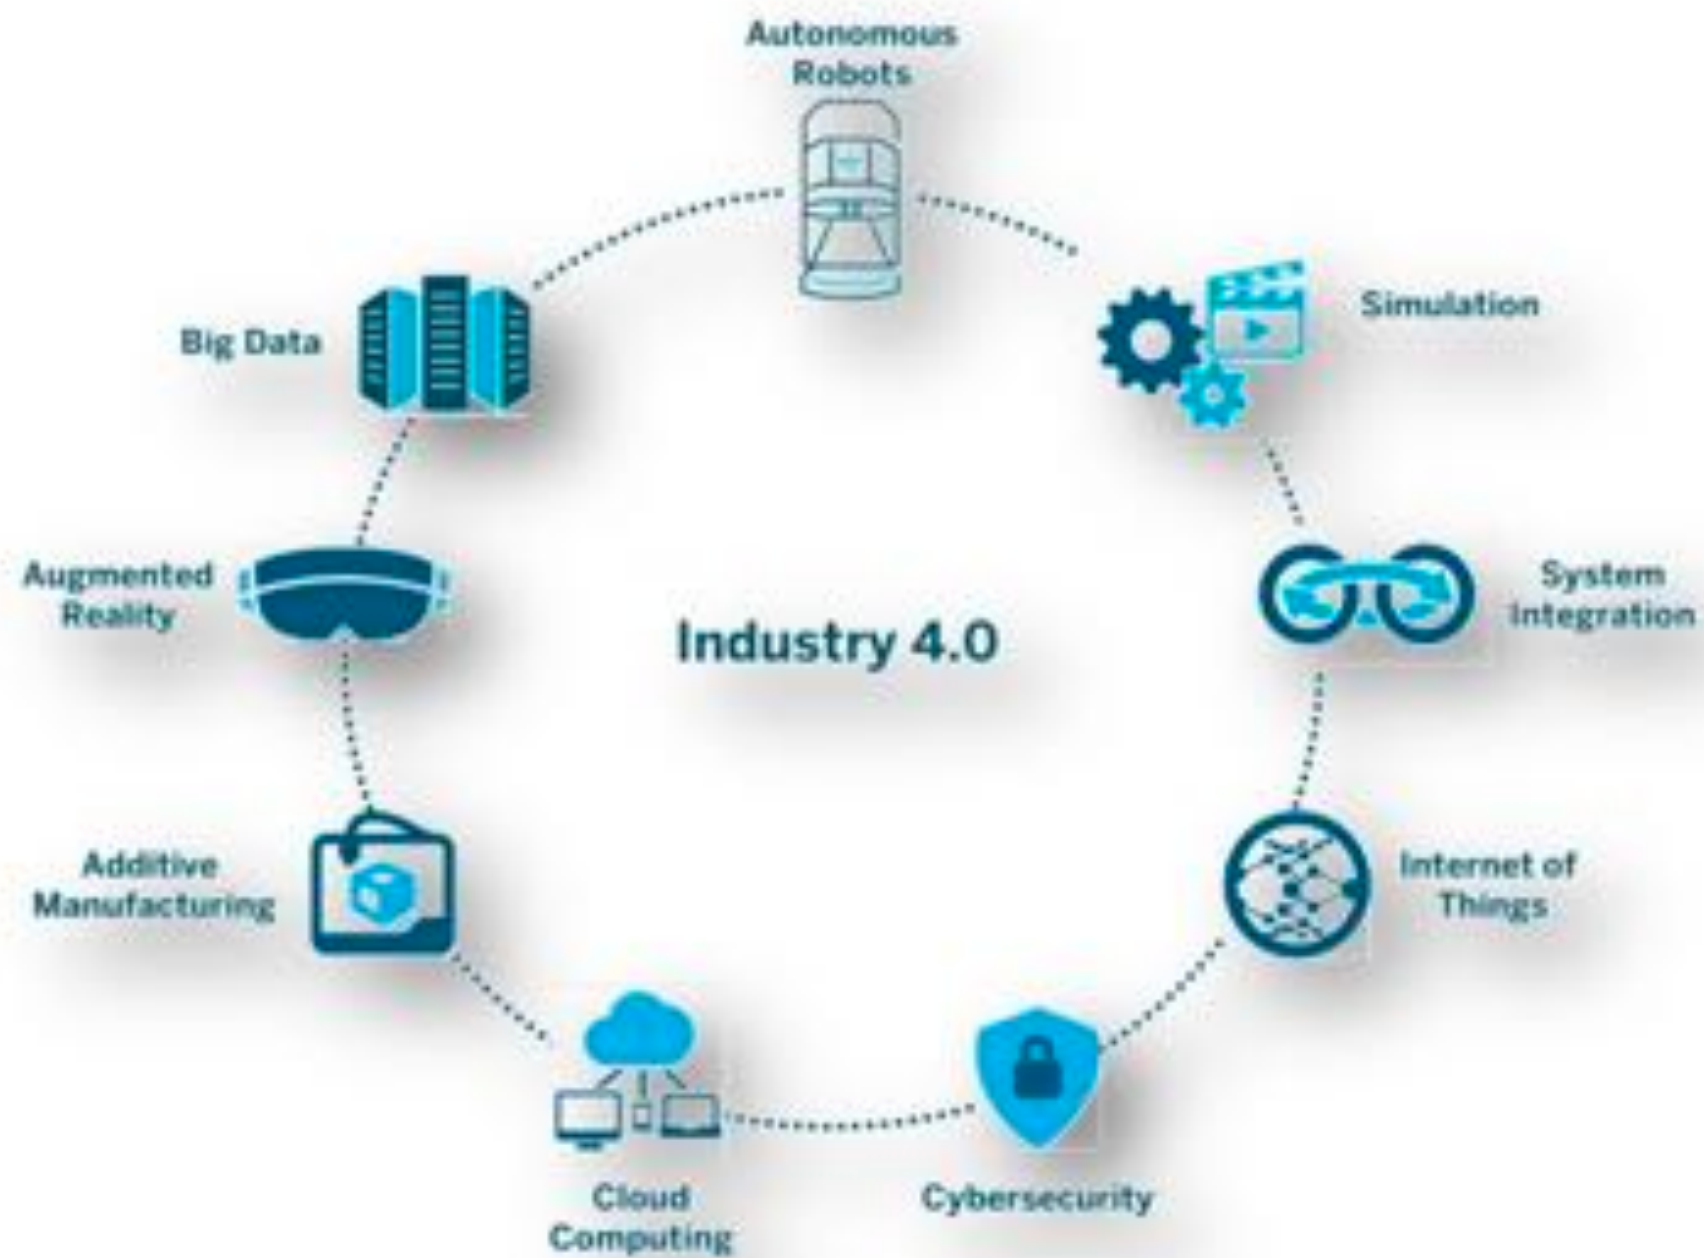 Autonomous
Robots
Simulation
System
Integration
Internet of
Things
Cybersecurity
Cloud
Computing
Additive
Manufacturing
Augmented
Reality
Big Data
Industry 4.0